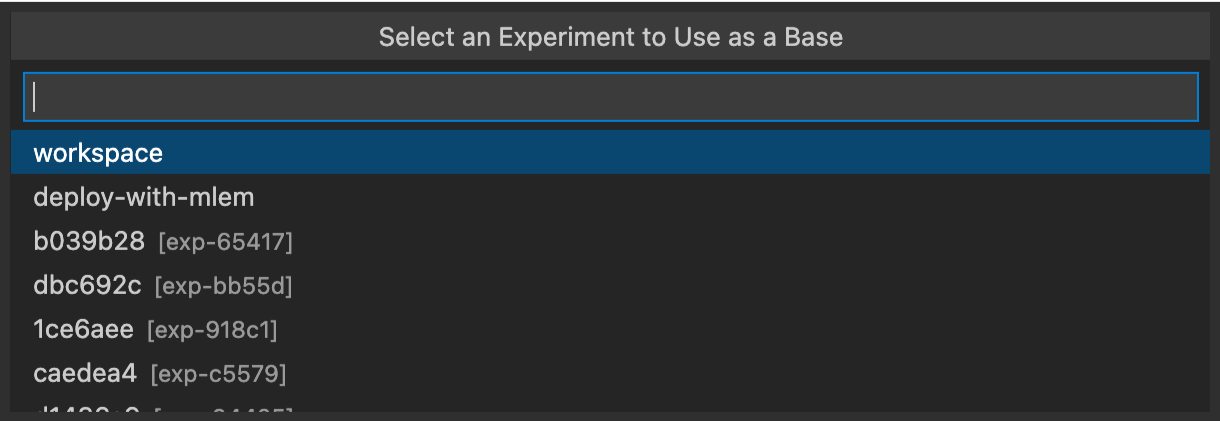 Select an Experiment to Use as a Base
workspace
deploy-with-mlem
b039b28 [exp-65417]
dbc692c [exp-bb55d]
1ce6aee [exp-918c1]
caedea4 [exp-c5579]